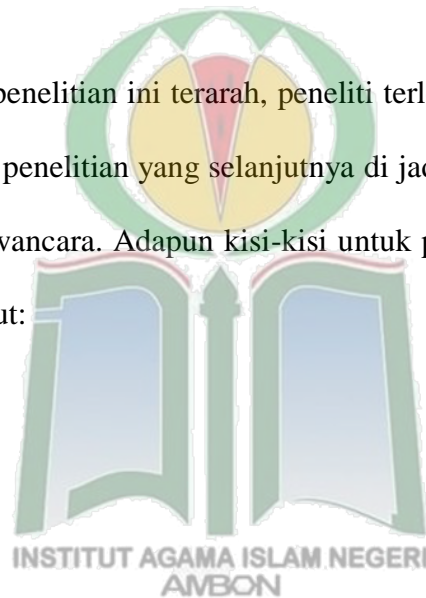 penelitian ini terarah, peneliti terl
penelitian yang selanjutnya di jad
vancara. Adapun kisi-kisi untuk p
ut:
INSTITUT AGAMA ISLAM NEGERI
AMBON